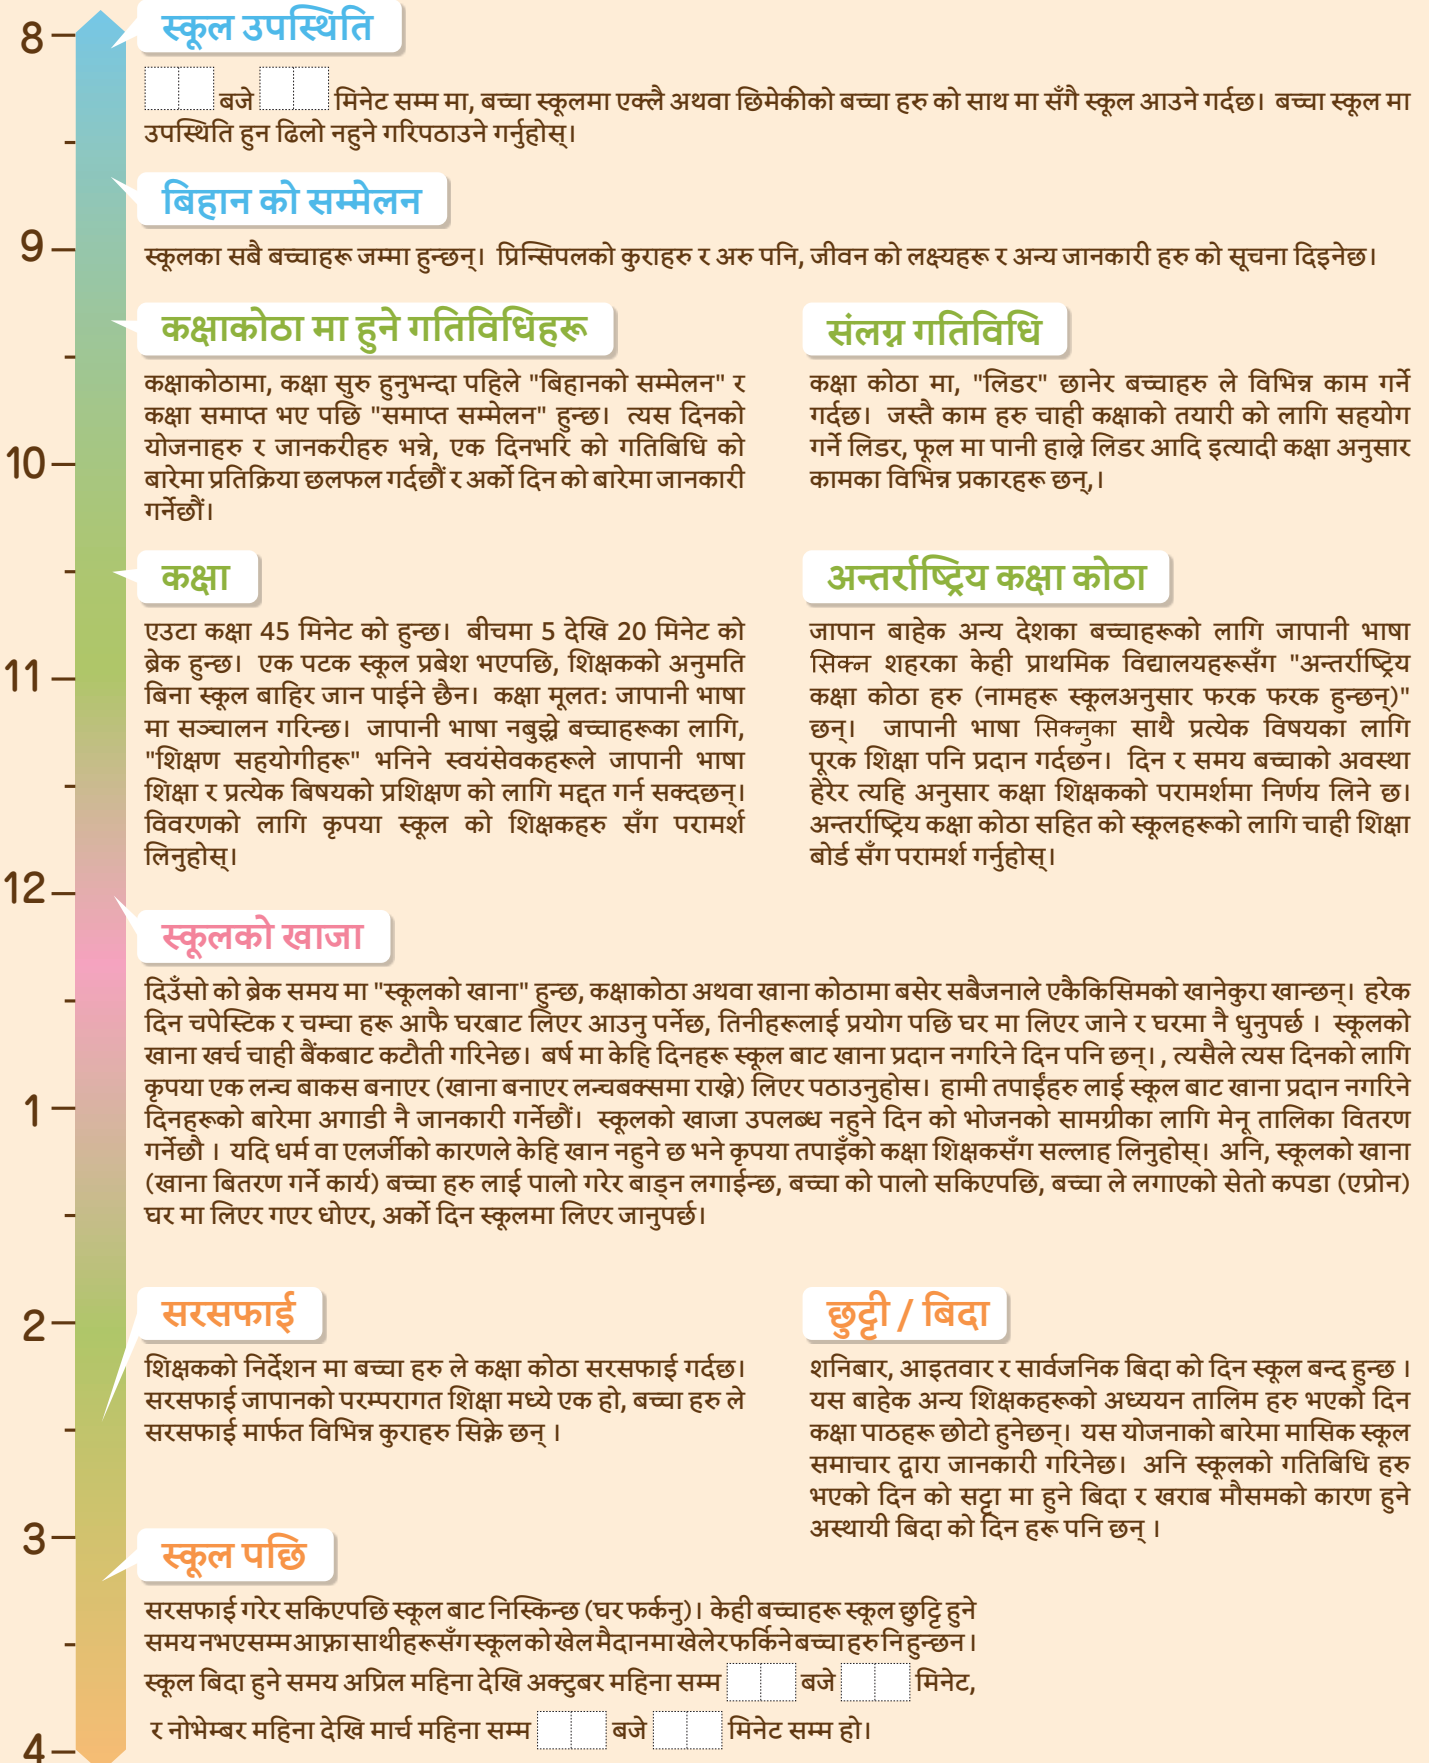 8
स्कूल उपस्थिति
बजे मिनेट सम्म मा, बच्चा स्कूलमा एक्लै अथवा छिमेकीको बच्चा हरु को साथ मा सँगै स्कूल आउने गर्दछ। बच्चा स्कूल मा
उपस्थिति हुन ढिलो नहुने गरिपठाउने गर्नुहोस्।
बिहान को सम्मेलन
9
स्कूलका सबै बच्चाहरू जम्मा हुन्छन्। प्रिन्सिपलको कुराहरु र अरु पनि, जीवन को लक्ष्यहरू र अन्य जानकारी हरु को सूचना दिइनेछ।
कक्षाकोठा मा हुने गतिविधिहरू
कक्षाकोठामा, कक्षा सुरु हुनुभन्दा पहिले "बिहानको सम्मेलन" र
कक्षा समाप्त भए पछि "समाप्त सम्मेलन" हुन्छ। त्यस दिनको
योजनाहरु र जानकरीहरु भन्ने, एक दिनभरि को गतिबिधि को
बारेमा प्रतिक्रिया छलफल गर्दछौं र अर्को दिन को बारेमा जानकारी
गर्नेछौं।
संलग्न गतिविधि
कक्षा कोठा मा, "लिडर" छानेर बच्चाहरु ले विभिन्न काम गर्ने
गर्दछ। जस्तै काम हरु चाही कक्षाको तयारी को लागि सहयोग
गर्ने लिडर, फूल मा पानी हाल्ने लिडर आदि इत्यादी कक्षा अनुसार
कामका विभिन्न प्रकारहरू छन्,।
10
कक्षा
एउटा कक्षा 45 मिनेट को हुन्छ। बीचमा 5 देखि 20 मिनेट को
ब्रेक हुन्छ। एक पटक स्कूल प्रबेश भएपछि, शिक्षकको अनुमति
बिना स्कूल बाहिर जान पाईने छैन। कक्षा मूलत: जापानी भाषा
मा सञ्चालन गरिन्छ। जापानी भाषा नबुझ्ने बच्चाहरूका लागि,
"शिक्षण सहयोगीहरू" भनिने स्वयंसेवकहरूले जापानी भाषा
शिक्षा र प्रत्येक बिषयको प्रशिक्षण को लागि मद्दत गर्न सक्दछन्।
विवरणको लागि कृपया स्कूल को शिक्षकहरु सँग परामर्श
लिनुहोस्।
अन्तर्राष्ट्रिय कक्षा कोठा
जापान बाहेक अन्य देशका बच्चाहरूको लागि जापानी भाषा
सिक्न शहरका केही प्राथमिक विद्यालयहरूसँग "अन्तर्राष्ट्रिय
कक्षा कोठा हरु (नामहरू स्कूलअनुसार फरक फरक हुन्छन्)"
छन्। जापानी भाषा सिक्नुका साथै प्रत्येक विषयका लागि
पूरक शिक्षा पनि प्रदान गर्दछन। दिन र समय बच्चाको अवस्था
हेरेर त्यहि अनुसार कक्षा शिक्षकको परामर्शमा निर्णय लिने छ।
अन्तर्राष्ट्रिय कक्षा कोठा सहित को स्कूलहरूको लागि चाही शिक्षा
बोर्ड सँग परामर्श गर्नुहोस्।
11
12
स्कूलको खाजा
दिउँसो को ब्रेक समय मा "स्कूलको खाना" हुन्छ, कक्षाकोठा अथवा खाना कोठामा बसेर सबैजनाले एकैकिसिमको खानेकुरा खान्छन्। हरेक
दिन चपेस्टिक र चम्चा हरू आफै घरबाट लिएर आउनु पर्नेछ, तिनीहरूलाई प्रयोग पछि घर मा लिएर जाने र घरमा नै धुनुपर्छ । स्कूलको
खाना खर्च चाही बैंकबाट कटौती गरिनेछ। बर्ष मा केहि दिनहरू स्कूल बाट खाना प्रदान नगरिने दिन पनि छन्। , त्यसैले त्यस दिनको लागि
कृपया एक लन्च बाकस बनाएर (खाना बनाएर लन्चबक्समा राख्ने) लिएर पठाउनुहोस। हामी तपाईंहरु लाई स्कूल बाट खाना प्रदान नगरिने
दिनहरूको बारेमा अगाडी नै जानकारी गर्नेछौं। स्कूलको खाजा उपलब्ध नहुने दिन को भोजनको सामग्रीका लागि मेनू तालिका वितरण
गर्नेछौ । यदि धर्म वा एलर्जीको कारणले केहि खान नहुने छ भने कृपया तपाइँको कक्षा शिक्षकसँग सल्लाह लिनुहोस्। अनि, स्कूलको खाना
(खाना बितरण गर्ने कार्य) बच्चा हरु लाई पालो गरेर बाड्न लगाईन्छ, बच्चा को पालो सकिएपछि, बच्चा ले लगाएको सेतो कपडा (एप्रोन)
घर मा लिएर गएर धोएर, अर्को दिन स्कूलमा लिएर जानुपर्छ।
1
सरसफाई
शिक्षकको निर्देशन मा बच्चा हरु ले कक्षा कोठा सरसफाई गर्दछ।
सरसफाई जापानको परम्परागत शिक्षा मध्ये एक हो, बच्चा हरु ले
सरसफाई मार्फत विभिन्न कुराहरु सिक्ने छन् ।
छुट्टी / बिदा
शनिबार, आइतवार र सार्वजनिक बिदा को दिन स्कूल बन्द हुन्छ ।
यस बाहेक अन्य शिक्षकहरूको अध्ययन तालिम हरु भएको दिन
कक्षा पाठहरू छोटो हुनेछन्। यस योजनाको बारेमा मासिक स्कूल
समाचार द्वारा जानकारी गरिनेछ। अनि स्कूलको गतिबिधि हरु
भएको दिन को सट्टा मा हुने बिदा र खराब मौसमको कारण हुने
अस्थायी बिदा को दिन हरू पनि छन् ।
2
3
स्कूल पछि
सरसफाई गरेर सकिएपछि स्कूल बाट निस्किन्छ (घर फर्कनु)। केही बच्चाहरू स्कूल छुट्टि हुने
समय नभएसम्म आफ्ना साथीहरूसँग स्कूल को खेल मैदानमा खेलेर फर्किने बच्चा हरु नि हुन्छन ।
स्कूल बिदा हुने समय अप्रिल महिना देखि अक्टुबर महिना सम्म बजे मिनेट,
र नोभेम्बर महिना देखि मार्च महिना सम्म बजे मिनेट सम्म हो।
4